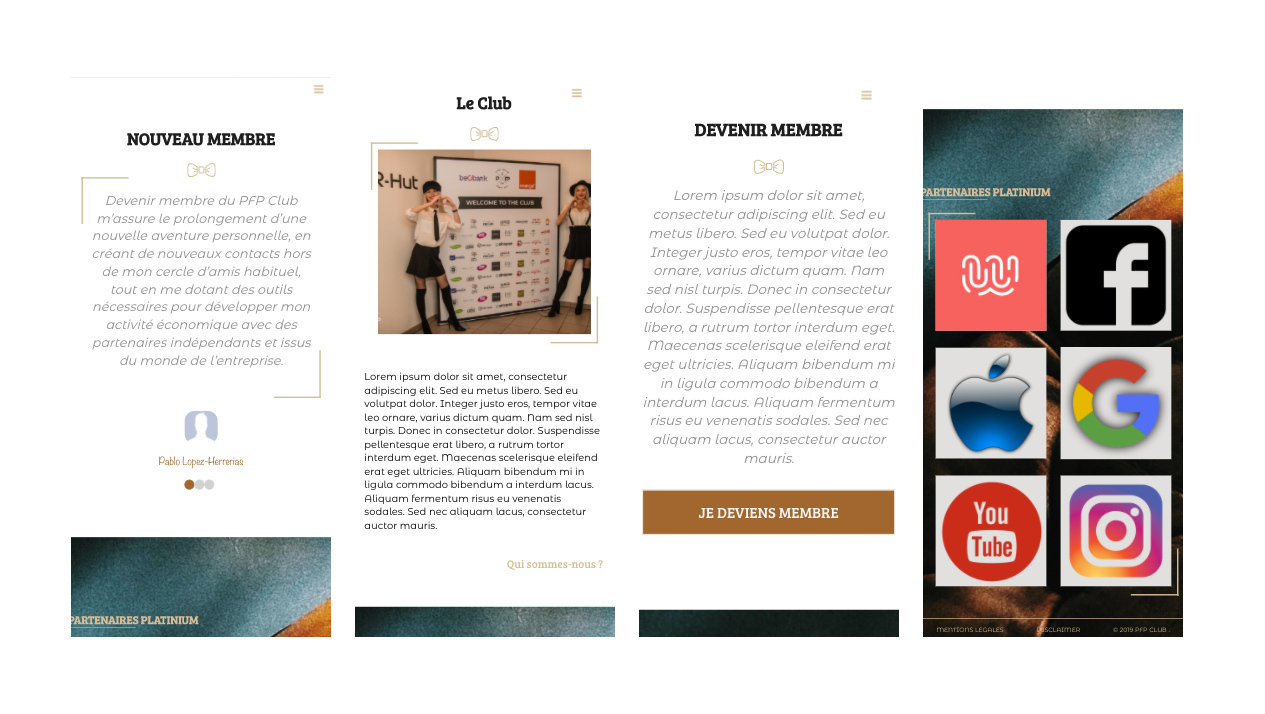 NOUVEAU MEMBRE
Devenir membre du PFP Club
m'assure le prolongement d'une
nouvelle aventure personnelle, en
créant de nouveaux contacts hors
de mon cercle d'amis habituel,
tout en me dotant des outils
nécessaires pour développer mon
activité économique avec des
partenaires indépendants et issus
du monde de l'entreprise.
Pablo Lopez-Herrerias
PARTENAIRES PLATINIUM
Le Club
R-Hut
beobank
orange
WELCOME TO THE CLUB
Lorem ipsum dolor sit amet, consectetur
adipiscing elit. Sed eu metus libero. Sed eu
volutpat dolor. Integer justo eros, tempor vitae
leo ornare, varius dictum quam. Nam sed nisl
turpis. Donec in consectetur dolor. Suspendisse
pellentesque erat libero, a rutrum tortor
interdum eget. Maecenas scelerisque eleifend
erat eget ultricies. Aliquam bibendum mi in
ligula commodo bibendum a interdum lacus.
Aliquam fermentum risus eu venenatis
sodales. Sed nec aliquam lacus, consectetur
auctor mauris.
Qui sommes-nous ?
DEVENIR MEMBRE
Lorem ipsum dolor sit amet,
consectetur adipiscing elit. Sed eu
metus libero. Sed eu volutpat dolor.
Integer justo eros, tempor vitae leo
ornare, varius dictum quam. Nam
sed nisl turpis. Donec in consectetur
dolor. Suspendisse pellentesque erat
libero, a rutrum tortor interdum eget.
Maecenas scelerisque eleifend erat
eget ultricies. Aliquam bibendum mi
in ligula commodo bibendum a
interdum lacus. Aliquam fermentum
risus eu venenatis sodales. Sed nec
aliquam lacus, consectetur auctor
mauris.
JE DEVIENS MEMBRE
PARTENAIRES PLATINIUM
You
Tube
MENTIONS LEGALES
DISCLAIMER
© 2019 PFP CLUB .